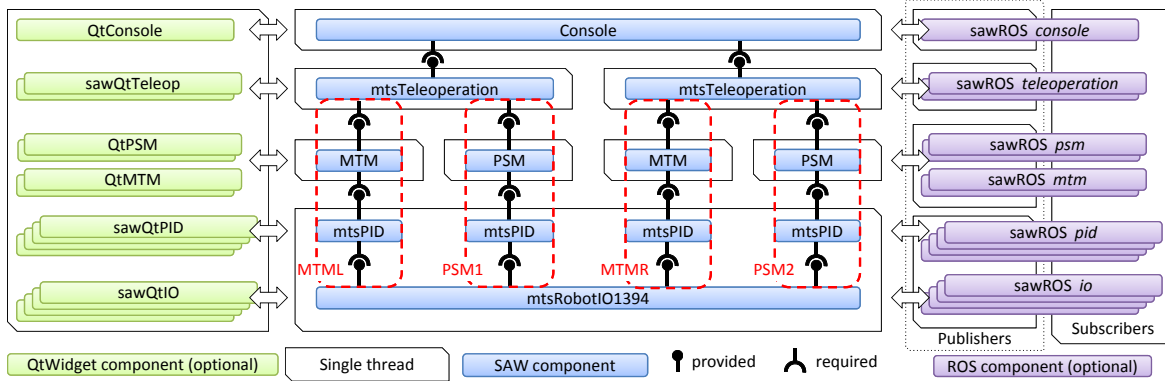 QtConsole
Console
sawROS console
sawQtTeleop
mtsTeleoperation
mtsTeleoperation
sawROS teleoperation
QtPSM
MTM
PSM
MTM
PSM
sawROS psm
QtMTM
sawROS mtm
sawQtPID
mtsPID
mtsPID
mtsPID
mtsPID
sawROS pid
MTML
PSM1
MTMR
PSM2
sawQtIO
mtsRobotIO1394
sawROS io
Publishers
Subscribers
QtWidget component (optional)
Single thread
SAW component
provided
required
ROS component (optional)